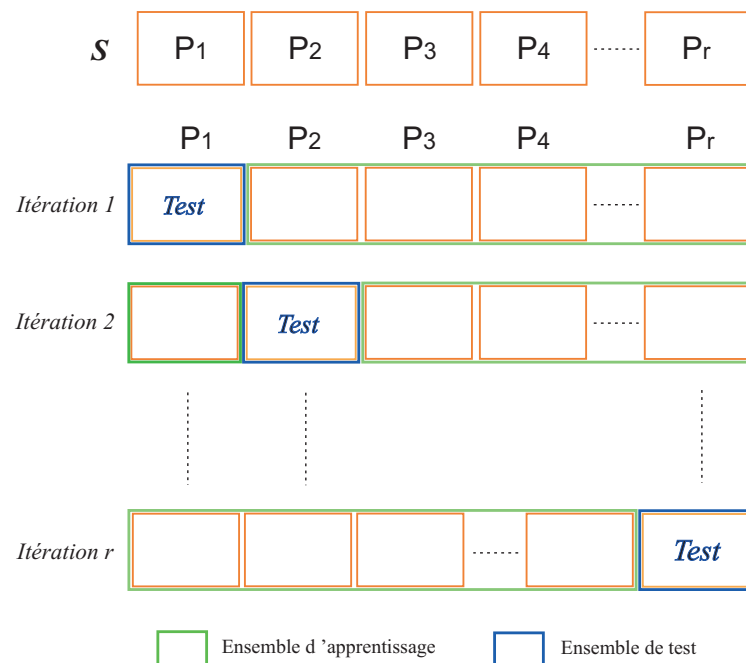 S P1 P2 P3 P4 Pr
P1 P2 P3 P4 Pr
Itération 1 Test
Itération 2 Test
Itération r Test
Ensemble d ’apprentissage Ensemble de test